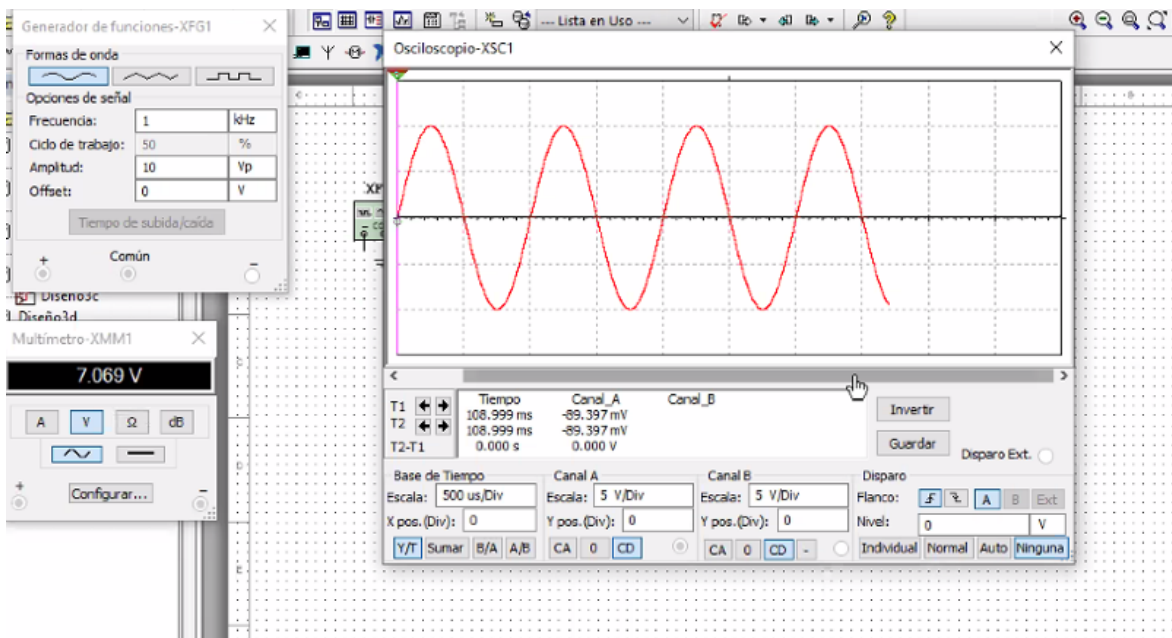 Generador de funciones-XFG1
Formas de onda
Opciones de señal
Frecuencia: 1 kHz
Ciclo de trabajo: 50 %
Amplitud: 10 Vp
Offset: 0 V
Tiempo de subida/caída
+ Común -
Diseño3c
Diseño3d
Multímetro-XMM1
7.069 V
A V Ω dB
Configurar...
+ -
--- Lista en Uso ---
Osciloscopio-XSC1
Tiempo Canal_A Canal_B
T1 108.999 ms -89.397 mV
T2 108.999 ms -89.397 mV
T2-T1 0.000 s 0.000 V
Invertir
Guardar
Disparo Ext.
Base de Tiempo
Escala: 500 us/Div
X pos.(Div): 0
Y/T Sumar B/A A/B
Canal A
Escala: 5 V/Div
Y pos.(Div): 0
CA 0 CD
Canal B
Escala: 5 V/Div
Y pos.(Div): 0
CA 0 CD -
Disparo
Flanco: A B Ext
Nivel: 0 V
Individual Normal Auto Ninguna